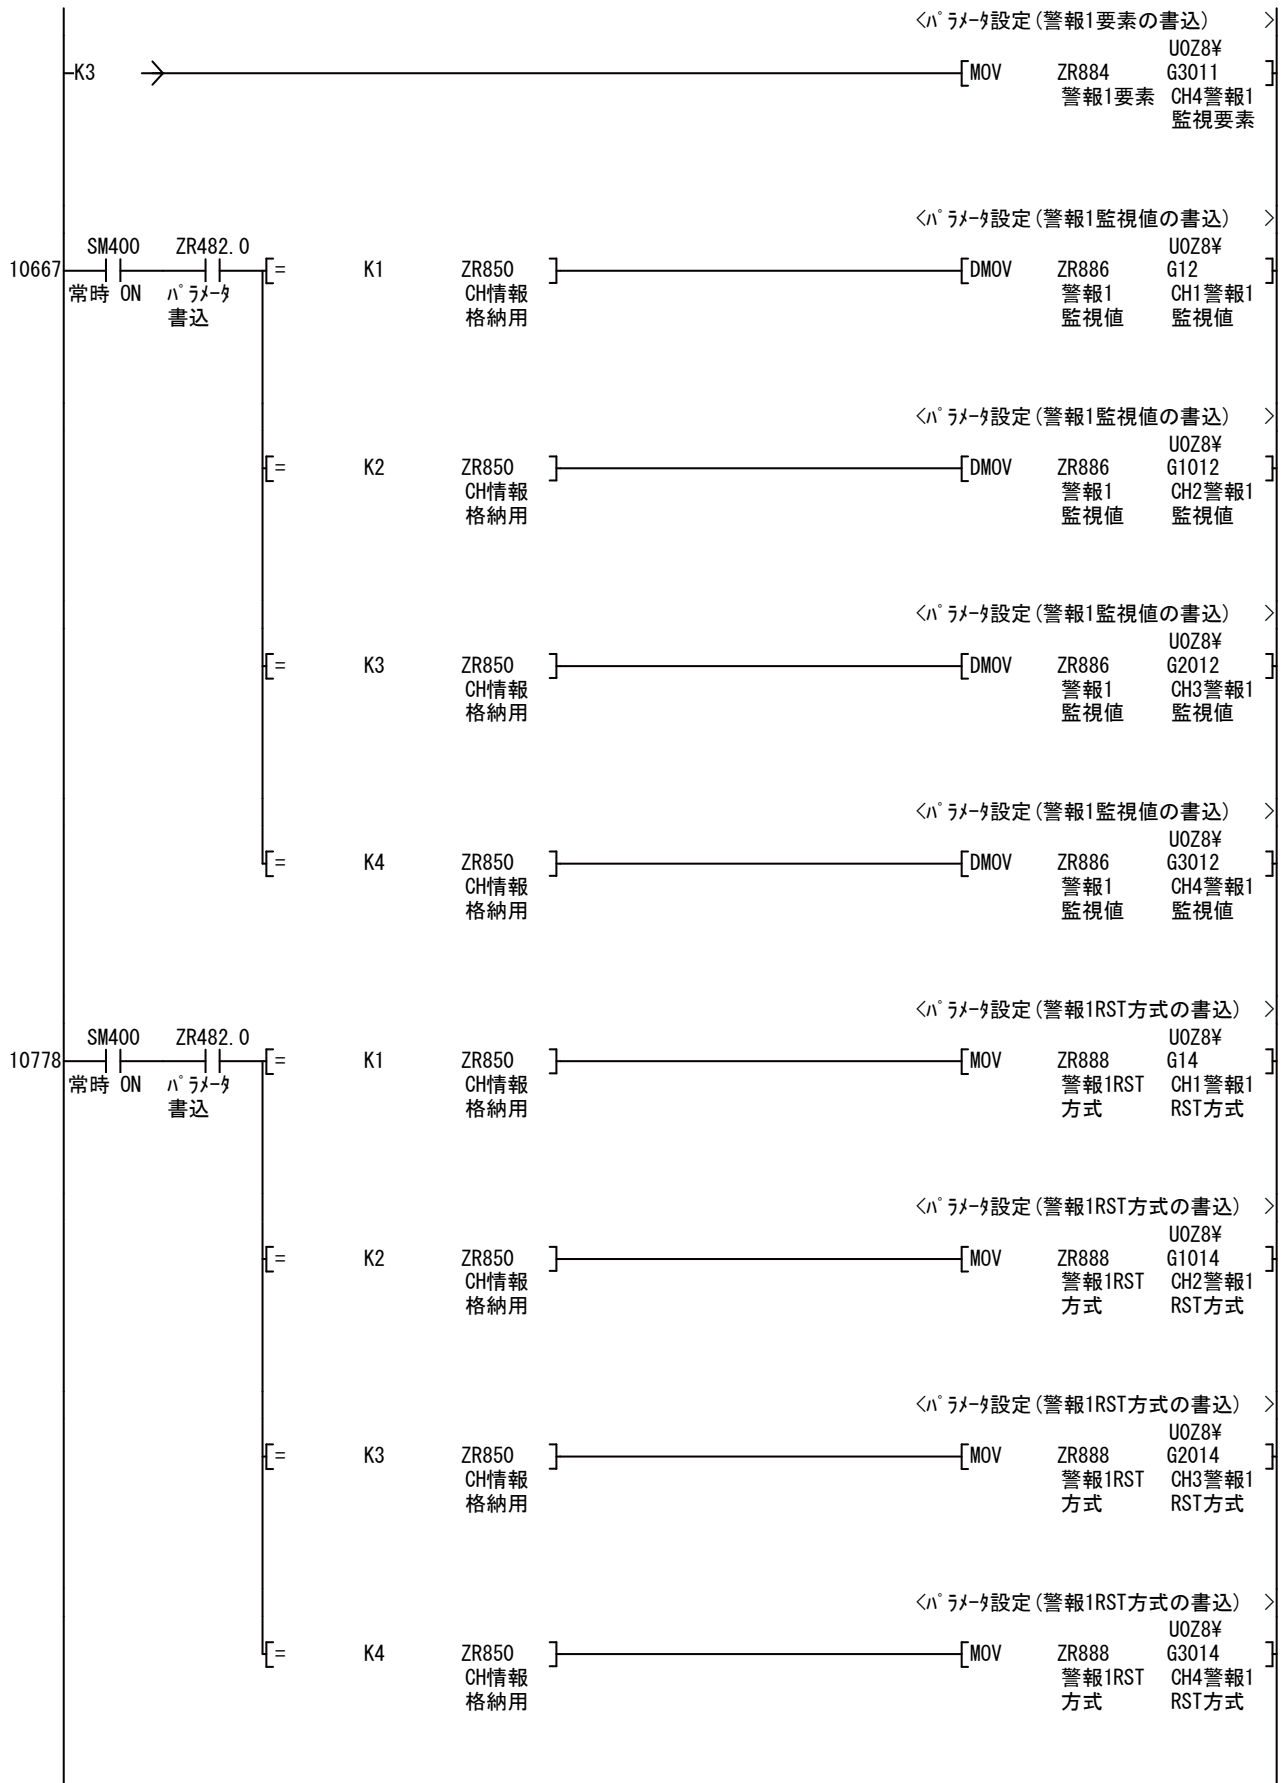 <パラメータ設定(警報1要素の書込) >
U0Z8¥
K3 [MOV ZR884 G3011 ]
警報1要素 CH4警報1
監視要素
<パラメータ設定(警報1監視値の書込) >
SM400 ZR482.0 U0Z8¥
10667 [= K1 ZR850 ] [DMOV ZR886 G12 ]
常時 ON パラメータ CH情報 警報1 CH1警報1
書込 格納用 監視値 監視値
<パラメータ設定(警報1監視値の書込) >
U0Z8¥
[= K2 ZR850 ] [DMOV ZR886 G1012 ]
CH情報 警報1 CH2警報1
格納用 監視値 監視値
<パラメータ設定(警報1監視値の書込) >
U0Z8¥
[= K3 ZR850 ] [DMOV ZR886 G2012 ]
CH情報 警報1 CH3警報1
格納用 監視値 監視値
<パラメータ設定(警報1監視値の書込) >
U0Z8¥
[= K4 ZR850 ] [DMOV ZR886 G3012 ]
CH情報 警報1 CH4警報1
格納用 監視値 監視値
<パラメータ設定(警報1RST方式の書込) >
SM400 ZR482.0 U0Z8¥
10778 [= K1 ZR850 ] [MOV ZR888 G14 ]
常時 ON パラメータ CH情報 警報1RST CH1警報1
書込 格納用 方式 RST方式
<パラメータ設定(警報1RST方式の書込) >
U0Z8¥
[= K2 ZR850 ] [MOV ZR888 G1014 ]
CH情報 警報1RST CH2警報1
格納用 方式 RST方式
<パラメータ設定(警報1RST方式の書込) >
U0Z8¥
[= K3 ZR850 ] [MOV ZR888 G2014 ]
CH情報 警報1RST CH3警報1
格納用 方式 RST方式
<パラメータ設定(警報1RST方式の書込) >
U0Z8¥
[= K4 ZR850 ] [MOV ZR888 G3014 ]
CH情報 警報1RST CH4警報1
格納用 方式 RST方式